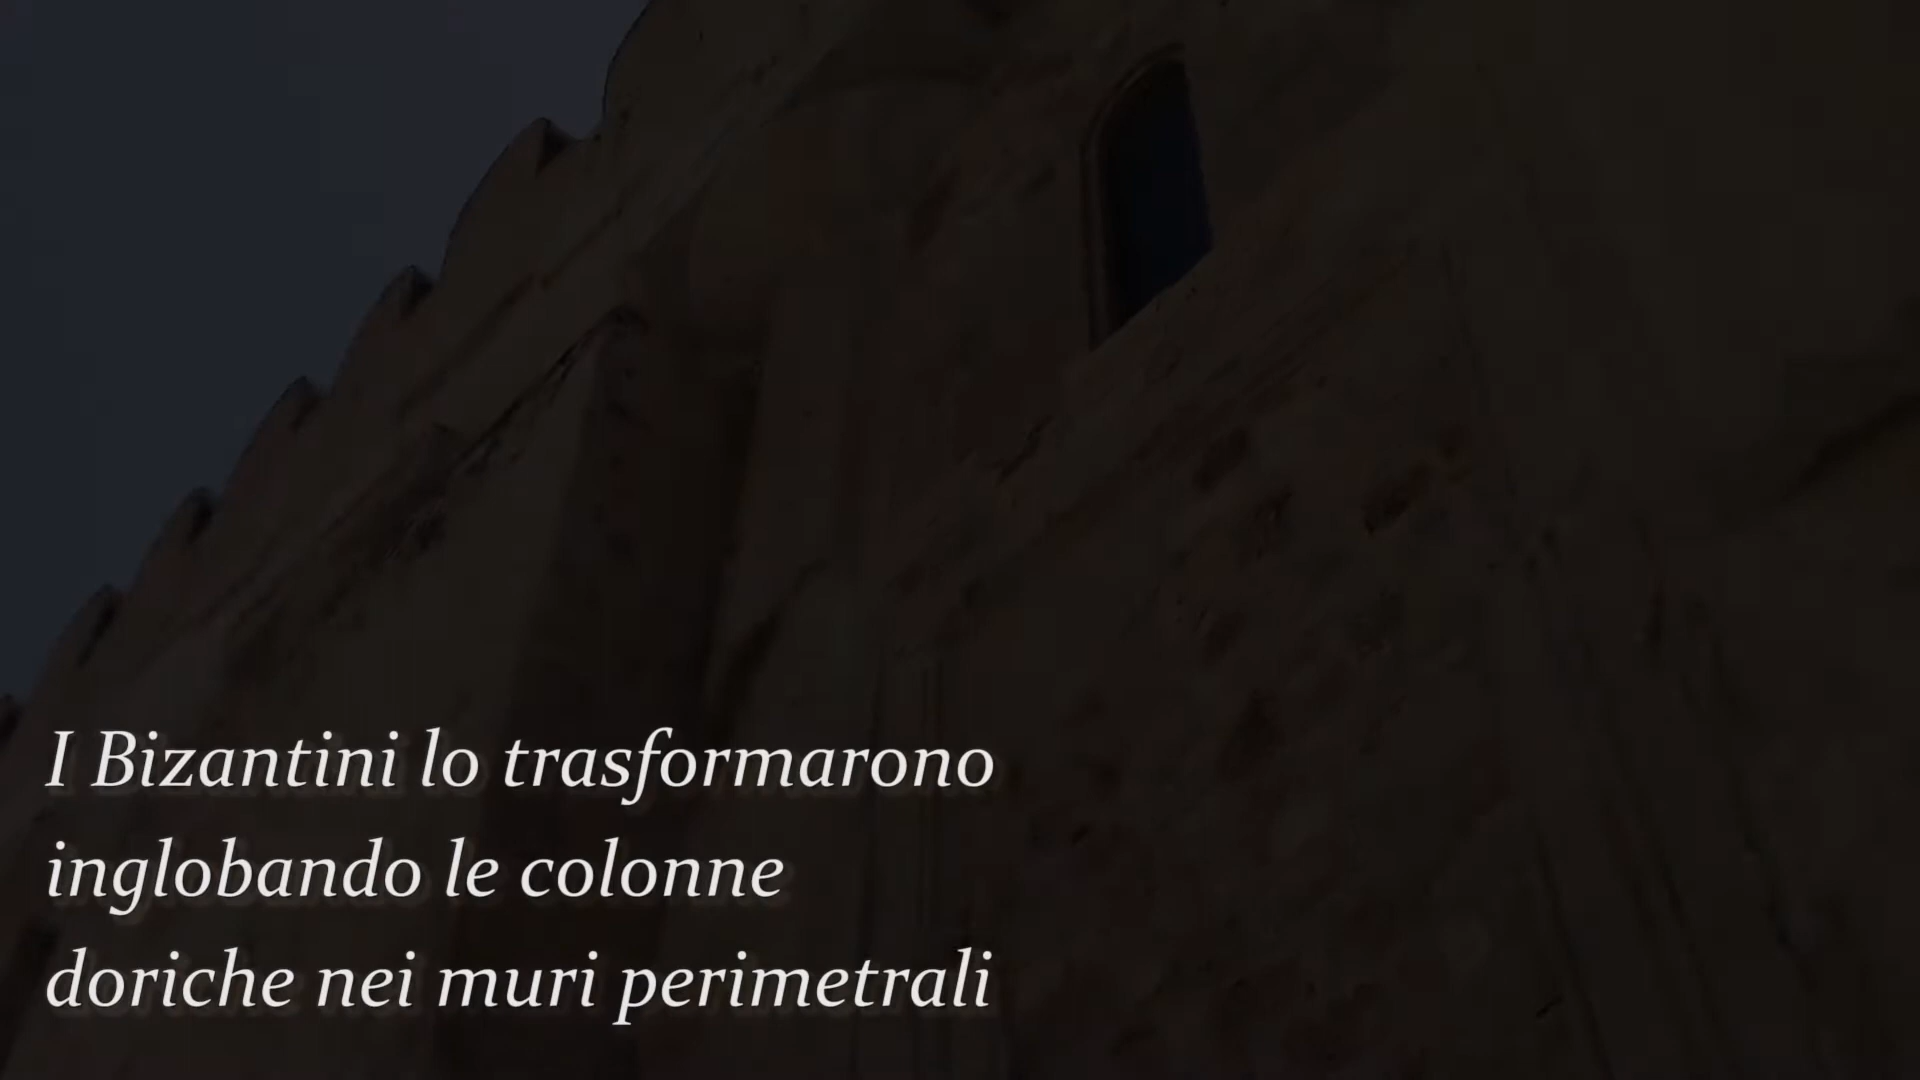 I Bizantini lo trasformarono
inglobando le colonne
doriche nei muri perimetrali